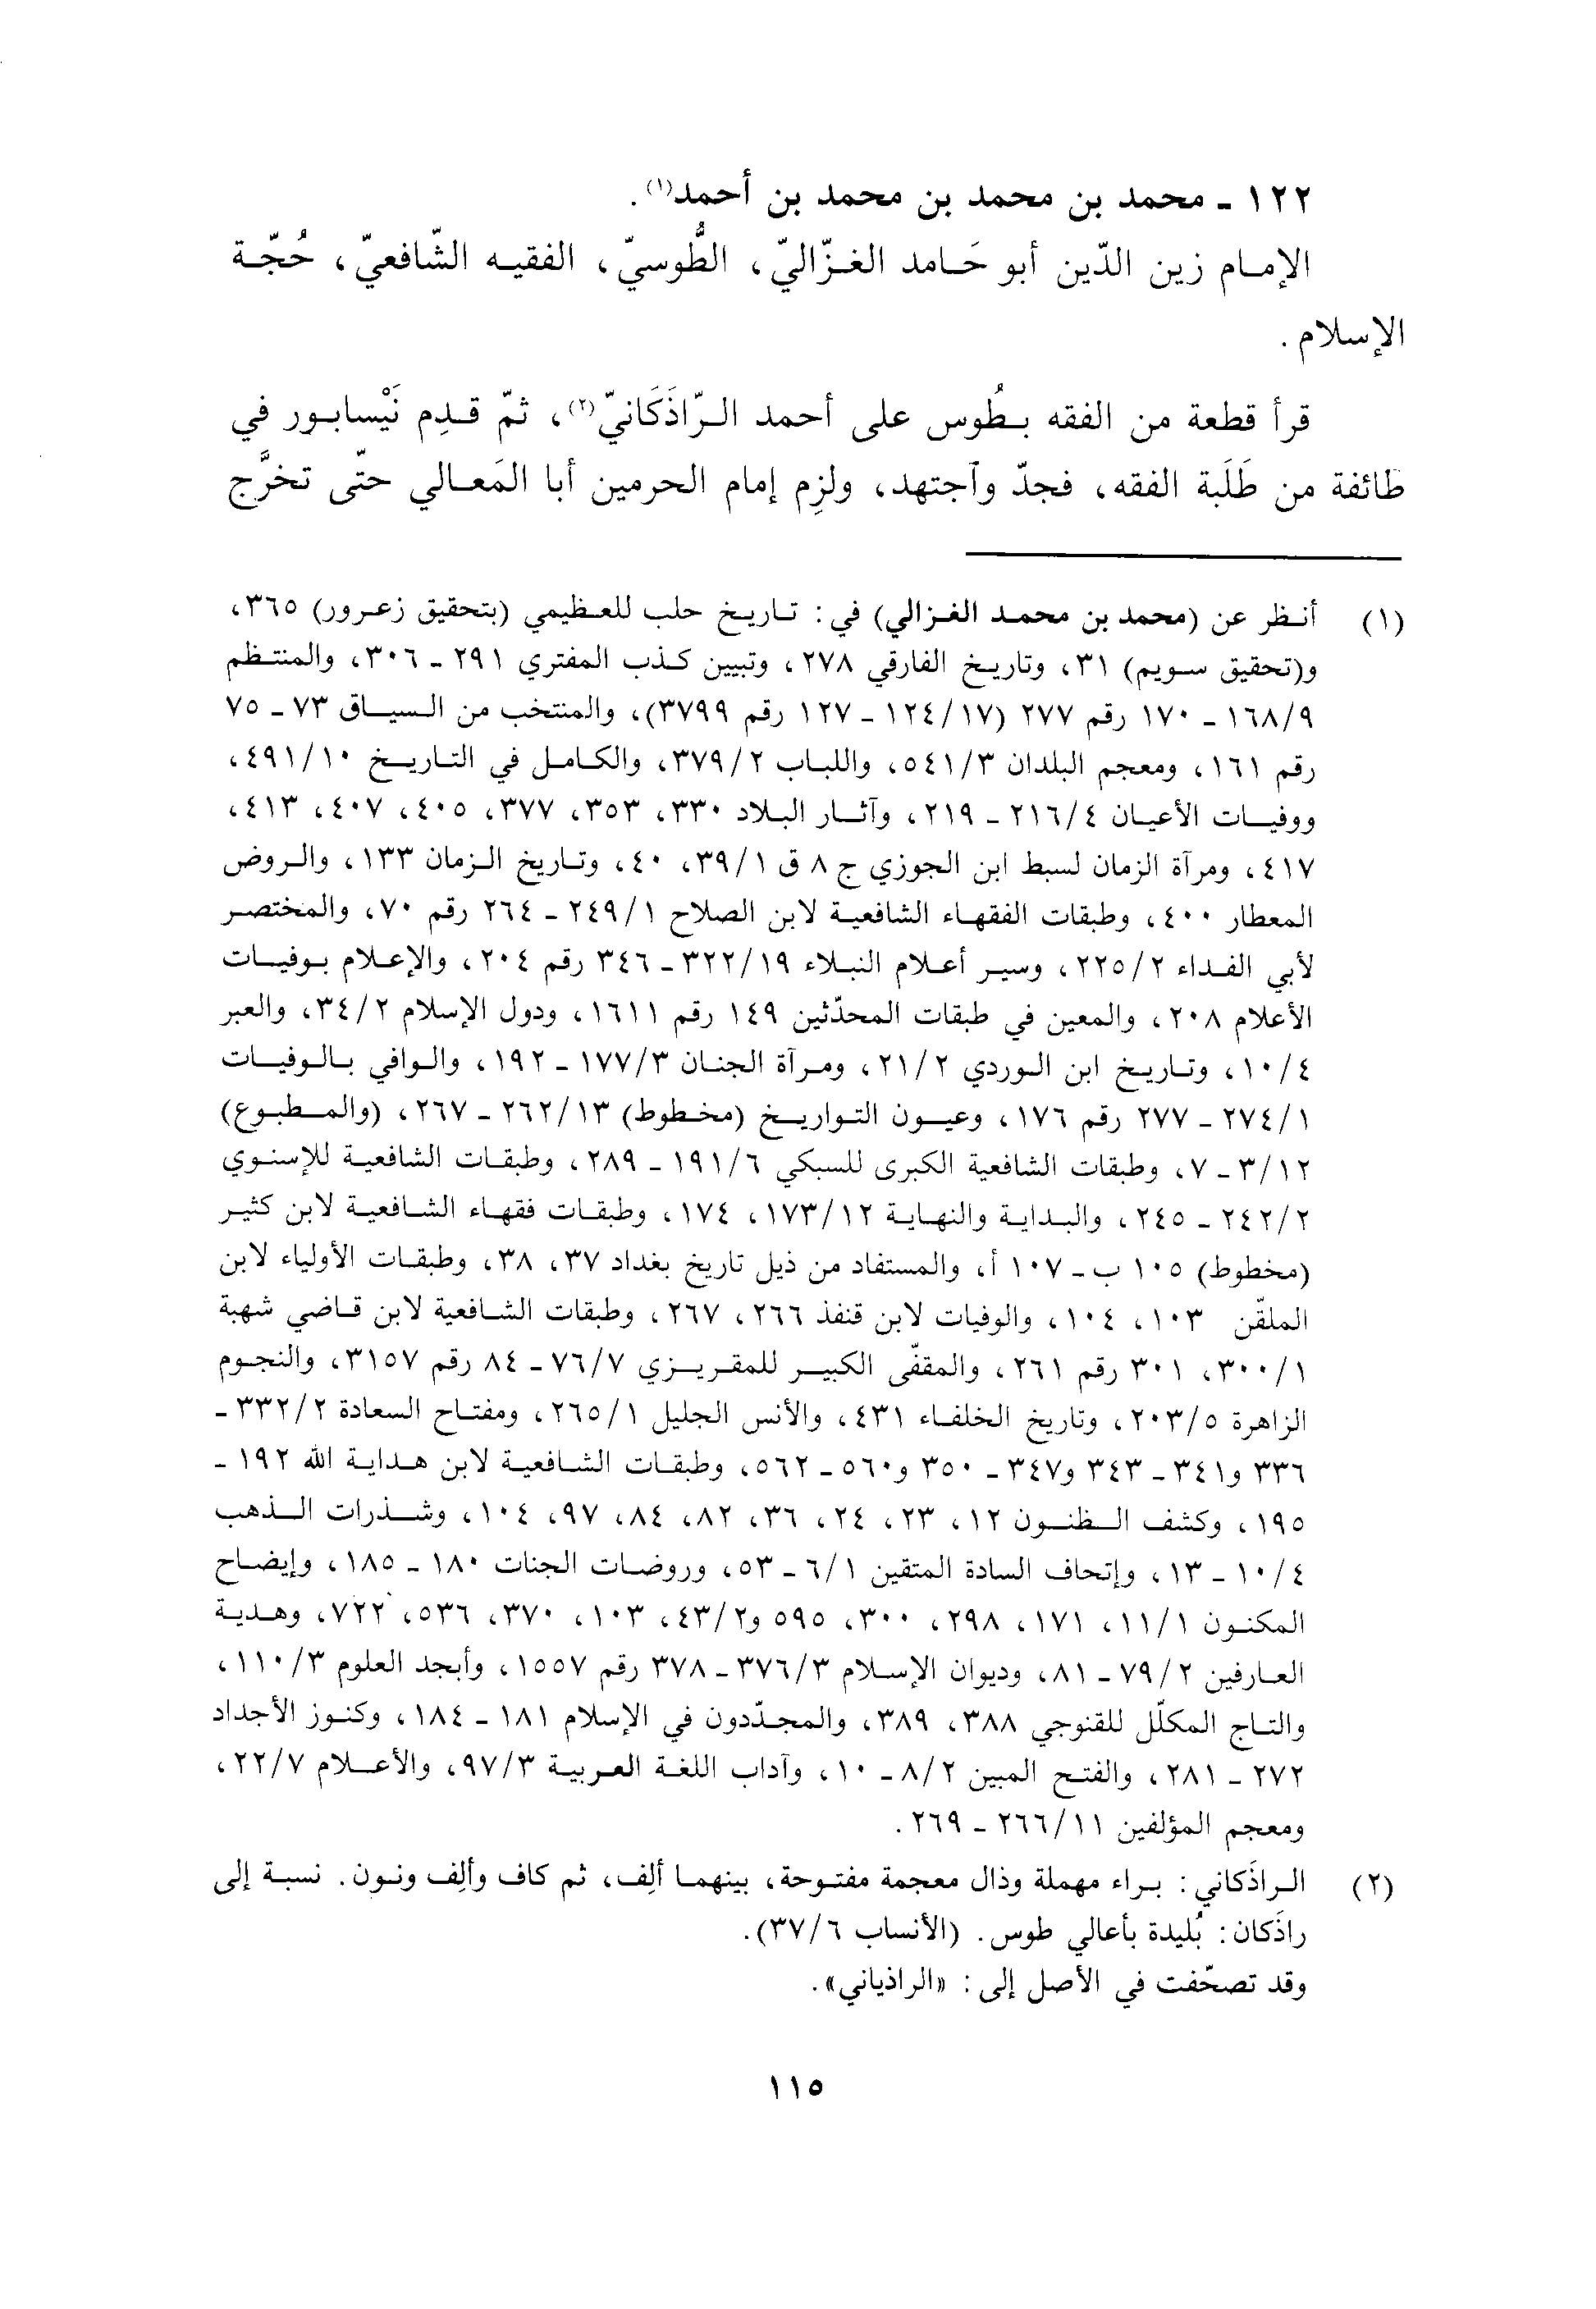 ١٢٢ - محمد بن محمد بن محمد بن أحمد(١).
الإمام زين الدّين أبو حَامد الغزّاليّ، الطُّوسيّ، الفقيه الشّافعيّ، حُجّة
الإسلام.
قرأ قطعة من الفقه بطُوس على أحمد الرّاذَكَانيّ(٢)، ثمّ قدِم نَيْسابور في
طائفة من طَلَبة الفقه، فجدّ وآجتهد، ولزِم إمام الحرمين أبا المَعالي حتّى تخرَّج
(١) أنظر عن (محمد بن محمد الغزالي) في: تاريخ حلب للعظيمي (بتحقيق زعرور) ٣٦٥،
و(تحقيق سويم) ٣١، وتاريخ الفارقي ٢٧٨، وتبيين كذب المفتري ٢٩١ - ٣٠٦، والمنتظم
١٦٨/٩ - ١٧٠ رقم ٢٧٧ (١٢٤/١٧ - ١٢٧ رقم ٣٧٩٩)، والمنتخب من السياق ٧٣ - ٧٥
رقم ١٦١، ومعجم البلدان ٥٤١/٣، واللباب ٣٧٩/٢، والكامل في التاريخ ٤٩١/١٠،
ووفيات الأعيان ٢١٦/٤ - ٢١٩، وآثار البلاد ٣٣٠، ٣٥٣، ٣٧٧، ٤٠٥، ٤٠٧، ٤١٣،
٤١٧، ومرآة الزمان لسبط ابن الجوزي ج ٨ ق ٣٩/١، ٤٠، وتاريخ الزمان ١٣٣، والروض
المعطار ٤٠٠، وطبقات الفقهاء الشافعية لابن الصلاح ٢٤٩/١ - ٢٦٤ رقم ٧٠، والمختصر
لأبي الفداء ٢٢٥/٢، وسير أعلام النبلاء ٣٢٢/١٩ - ٣٤٦ رقم ٢٠٤، والإعلام بوفيات
الأعلام ٢٠٨، والمعين في طبقات المحدّثين ١٤٩ رقم ١٦١١، ودول الإسلام ٣٤/٢، والعبر
١٠/٤، وتاريخ ابن الوردي ٢١/٢، ومرآة الجنان ١٧٧/٣ - ١٩٢، والوافي بالوفيات
٢٧٤/١ - ٢٧٧ رقم ١٧٦، وعيون التواريخ (مخطوط) ٢٦٢/١٣ - ٢٦٧، (والمطبوع)
٣/١٢ - ٧، وطبقات الشافعية الكبرى للسبكي ١٩١/٦ - ٢٨٩، وطبقات الشافعية للإسنوي
٢٤٢/٢ - ٢٤٥، والبداية والنهاية ١٧٣/١٢، ١٧٤، وطبقات فقهاء الشافعية لابن كثير
(مخطوط) ١٠٥ ب - ١٠٧ أ، والمستفاد من ذيل تاريخ بغداد ٣٧، ٣٨، وطبقات الأولياء لابن
الملقّن ١٠٣، ١٠٤، والوفيات لابن قنفذ ٢٦٦، ٢٦٧، وطبقات الشافعية لابن قاضي شهبة
٣٠٠/١، ٣٠١ رقم ٢٦١، والمقفّى الكبير للمقريزي ٧٦/٧ - ٨٤ رقم ٣١٥٧، والنجوم
الزاهرة ٢٠٣/٥، وتاريخ الخلفاء ٤٣١، والأنس الجليل ٢٦٥/١، ومفتاح السعادة ٣٣٢/٢ -
٣٣٦ و٣٤١ - ٣٤٣ و٣٤٧ - ٣٥٠ و٥٦٠ - ٥٦٢، وطبقات الشافعية لابن هداية الله ١٩٢ -
١٩٥، وكشف الظنون ١٢، ٢٣، ٢٤، ٣٦، ٨٢، ٨٤، ٩٧، ١٠٤، وشذرات الذهب
١٠/٤ - ١٣، وإتحاف السادة المتقين ٦/١ - ٥٣، وروضات الجنات ١٨٠ - ١٨٥، وإيضاح
المكنون ١١/١، ١٧١، ٢٩٨، ٣٠٠، ٥٩٥ و٤٣/٢، ١٠٣، ٣٧٠، ٥٣٦، ٧٢٢، وهدية
العارفين ٧٩/٢ - ٨١، وديوان الإسلام ٣٧٦/٣ - ٣٧٨ رقم ١٥٥٧، وأبجد العلوم ١١٠/٣،
والتاج المكلّل للقنوجي ٣٨٨، ٣٨٩، والمجدّدون في الإسلام ١٨١ - ١٨٤، وكنوز الأجداد
٢٧٢ - ٢٨١، والفتح المبين ٨/٢ - ١٠، وآداب اللغة العربية ٩٧/٣، والأعلام ٢٢/٧،
ومعجم المؤلفين ٢٦٦/١١ - ٢٦٩.
(٢) الراذَكاني: براء مهملة وذال معجمة مفتوحة، بينهما ألِف، ثم كاف وألِف ونون. نسبة إلى
راذَكان: بُليدة بأعالي طوس. (الأنساب ٣٧/٦).
وقد تصحّفت في الأصل إلى: «الراذياني».
١١٥